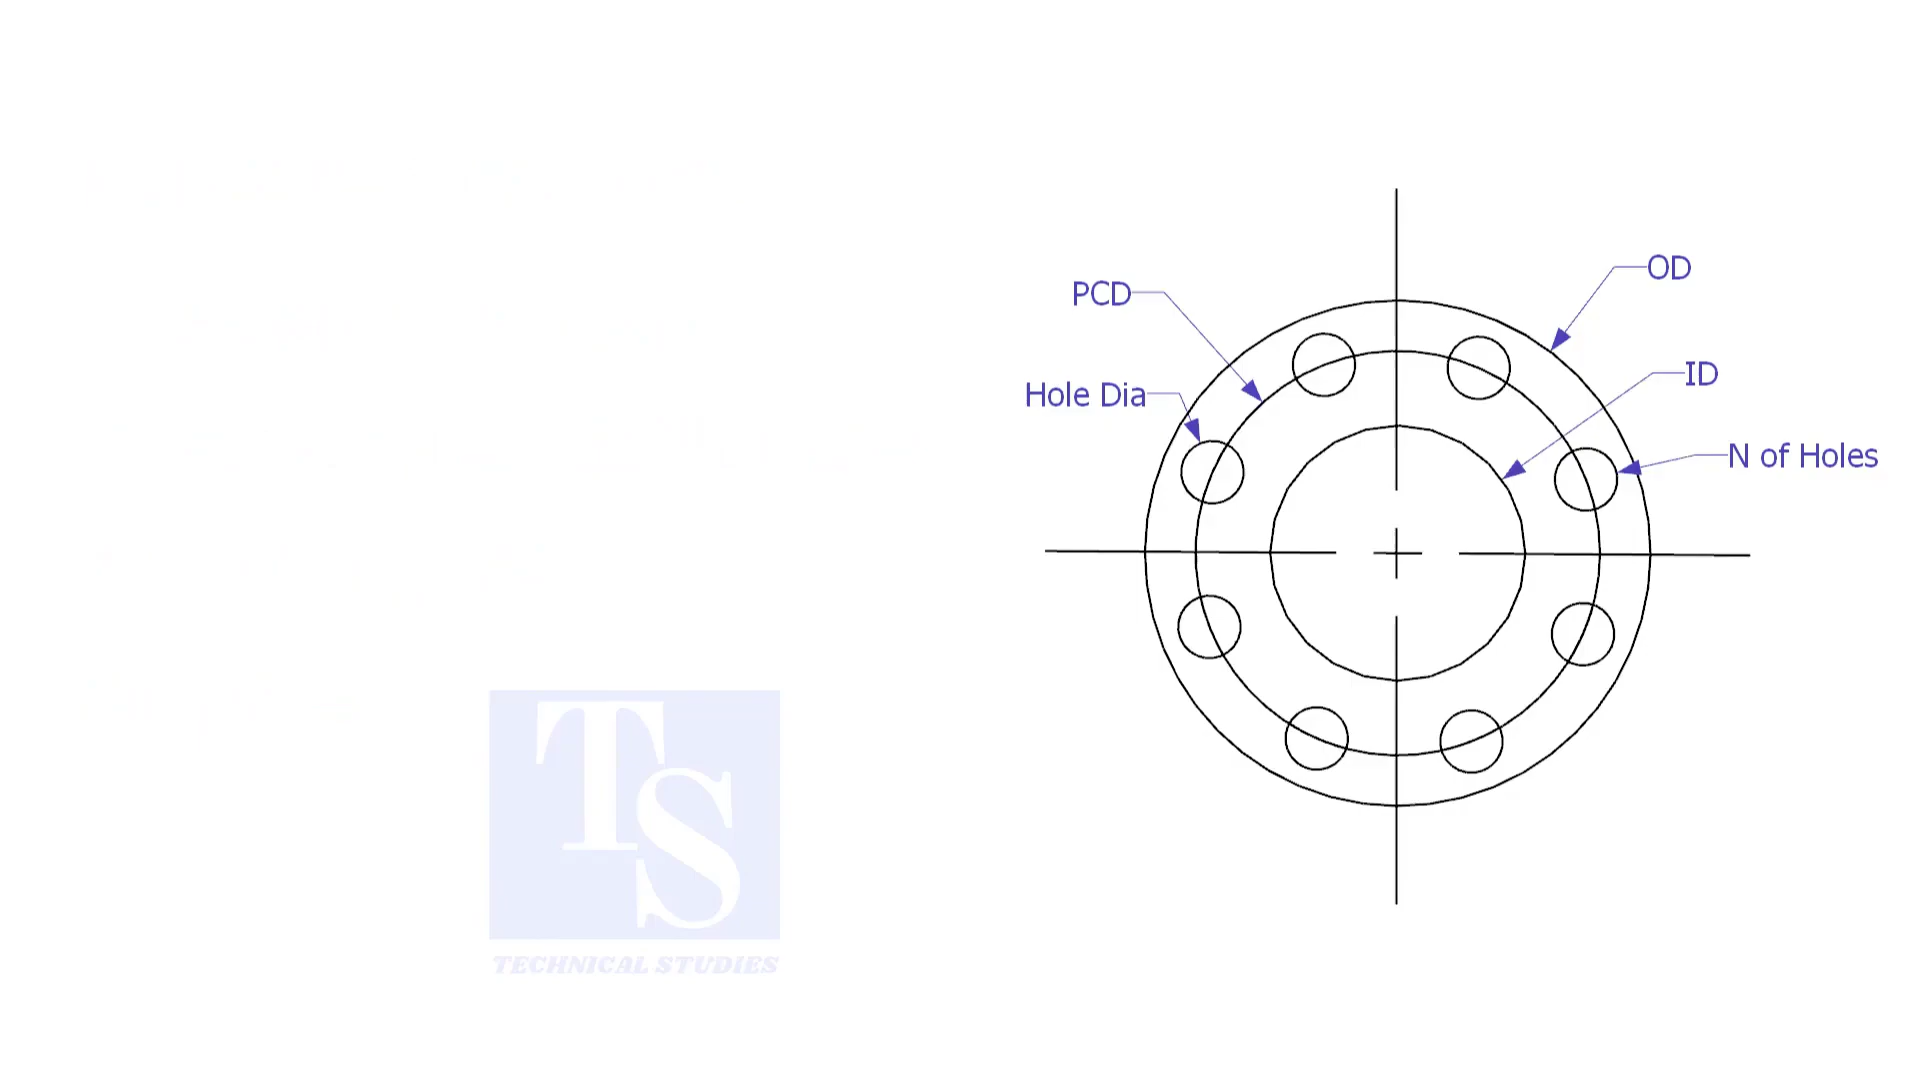 OD
PCD
ID
Hole Dia
N of Holes
TS
TECHNICAL STUDIES